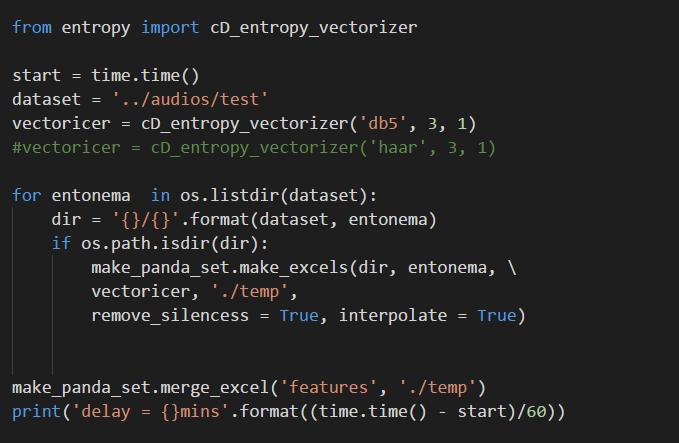 from entropy import cD_entropy_vectorizer
start = time.time()
dataset = '../audios/test'
vectoricer = cD_entropy_vectorizer('db5', 3, 1)
#vectoricer = cD_entropy_vectorizer('haar', 3, 1)
for entonema  in os.listdir(dataset):
    dir = '{}/{}'.format(dataset, entonema)
    if os.path.isdir(dir):
        make_panda_set.make_excels(dir, entonema, \
        vectoricer, './temp',
        remove_silencess = True, interpolate = True)
make_panda_set.merge_excel('features', './temp')
print('delay = {}mins'.format((time.time() - start)/60))